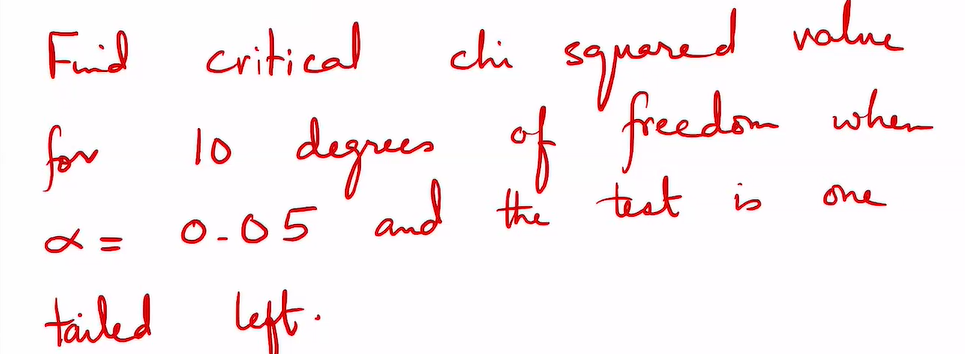 Find critical chi squared value
for 10 degrees of freedom when
α = 0.05 and the test is one
tailed left.